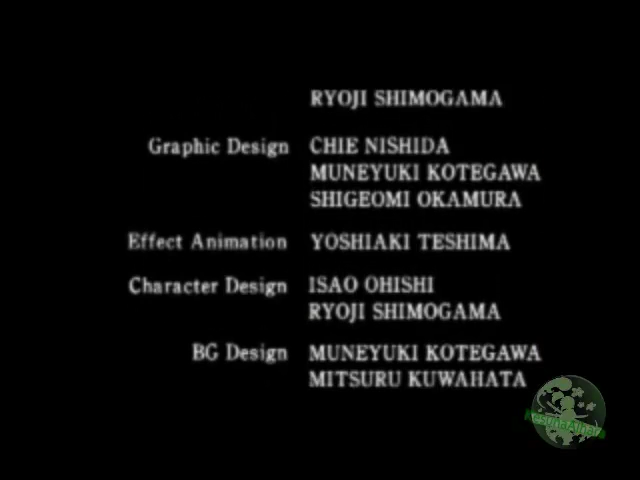 RYOJI SHIMOGAMA
Graphic Design CHIE NISHIDA
MUNEYUKI KOTEGAWA
SHIGEOMI OKAMURA
Effect Animation YOSHIAKI TESHIMA
Character Design ISAO OHISHI
RYOJI SHIMOGAMA
BG Design MUNEYUKI KOTEGAWA
MITSURU KUWAHATA